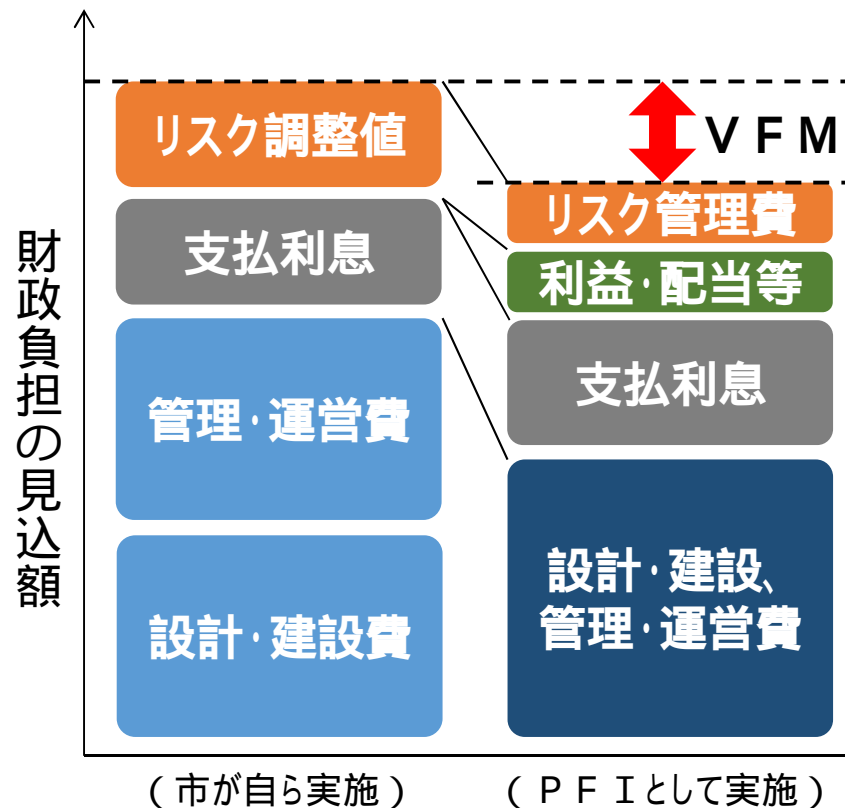 財政負担の見込額
リスク調整値
支払利息
管理・運営費
設計・建設費
(市が自ら実施)
ＶＦＭ
リスク管理費
利益・配当等
支払利息
設計・建設、
管理・運営費
(ＰＦＩとして実施)